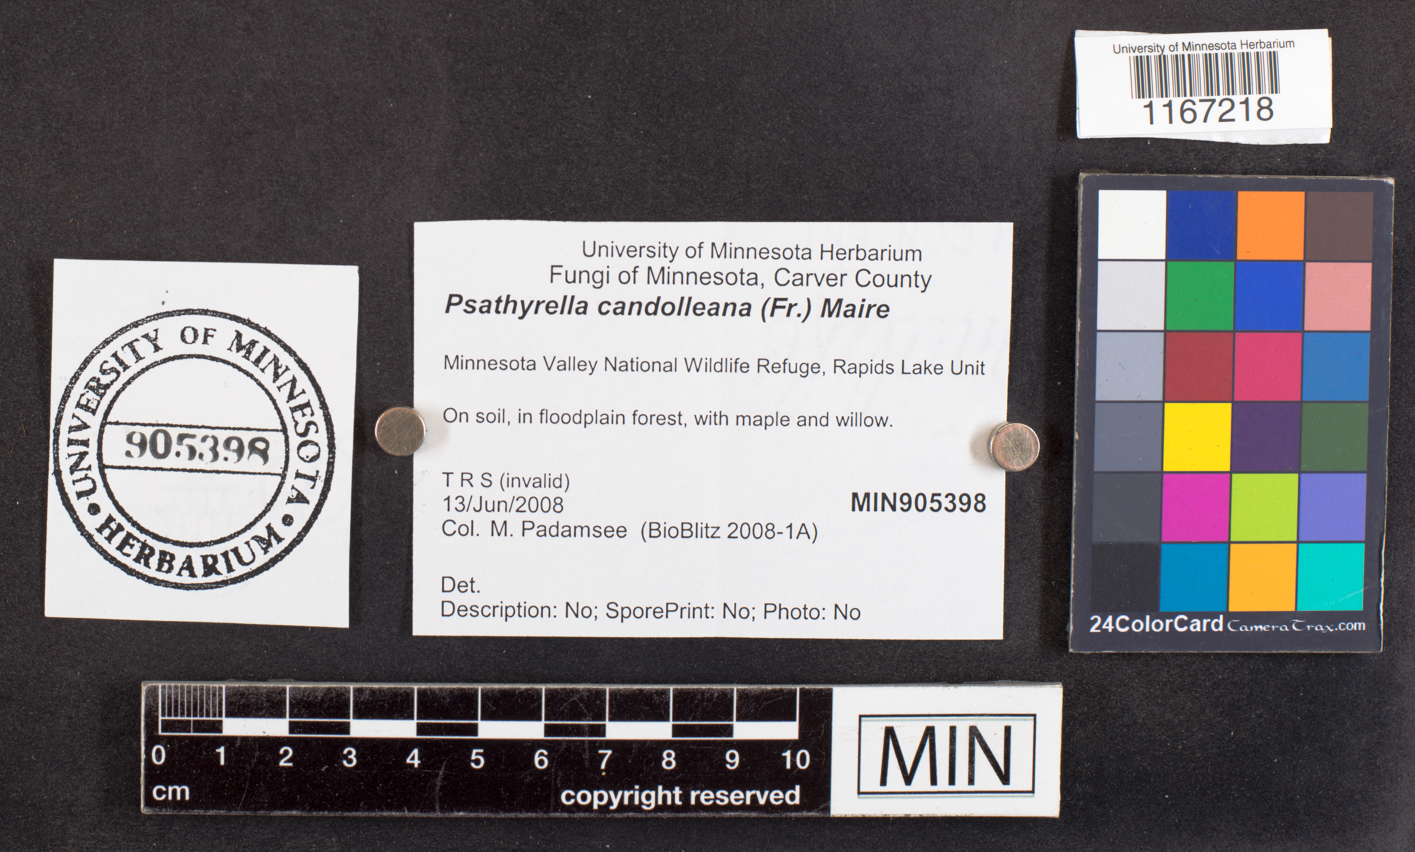 University of Minnesota Herbarium
1167218
University of Minnesota Herbarium
Fungi of Minnesota, Carver County
Psathyrella candolleana (Fr.) Maire
Minnesota Valley National Wildlife Refuge, Rapids Lake Unit
On soil, in floodplain forest, with maple and willow.
T R S (invalid)
13/Jun/2008
MIN905398
Col. M. Padamsee (BioBlitz 2008-1A)
Det.
Description: No; SporePrint: No; Photo: No
UNIVERSITY OF MINNESOTA
905398
• HERBARIUM •
24ColorCard CameraTrax.com
0 1 2 3 4 5 6 7 8 9 10
cm
copyright reserved
MIN